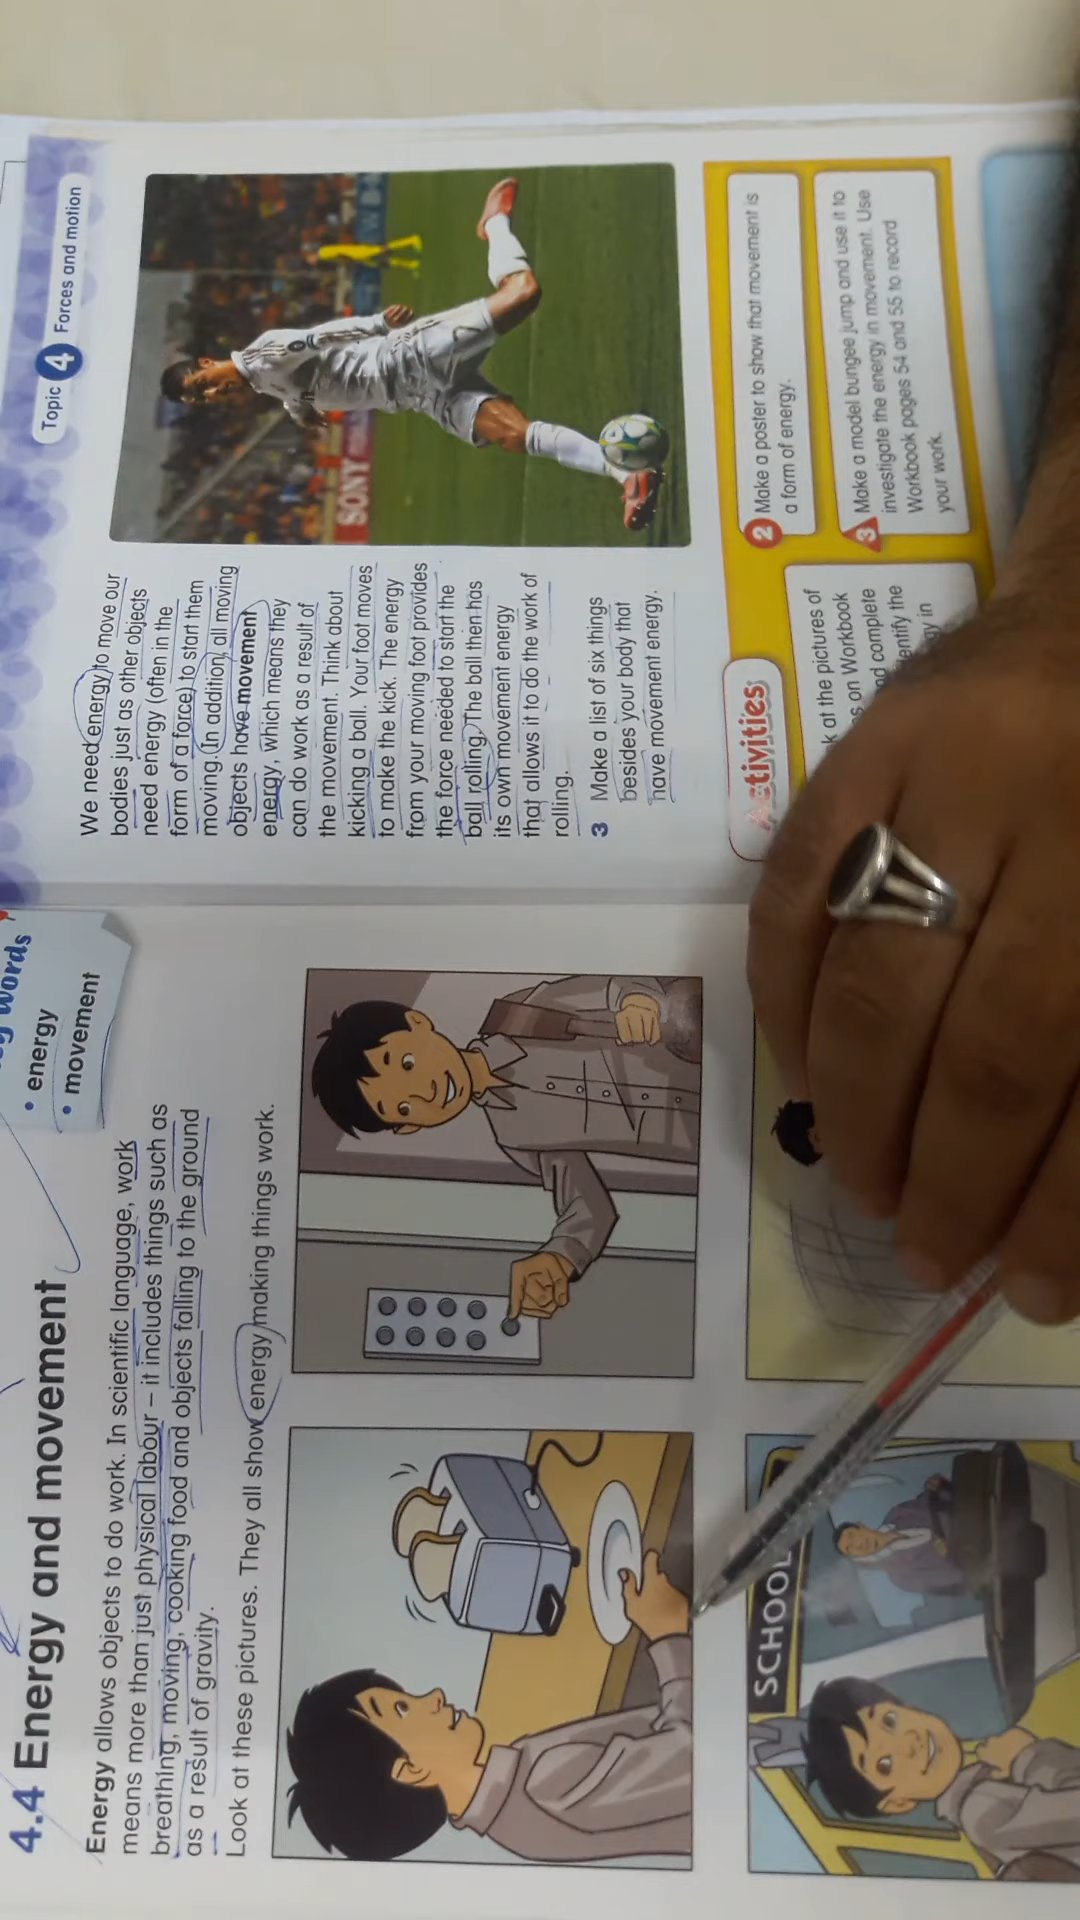 4.4 Energy and movement
words
• energy
• movement
Energy allows objects to do work. In scientific language, work
means more than just physical labour – it includes things such as
breathing, moving, cooking food and objects falling to the ground
as a result of gravity.
Look at these pictures. They all show energy making things work.
SCHOOL
Topic 4 Forces and motion
We need energy to move our
bodies just as other objects
need energy (often in the
form of a force) to start them
moving. In addition, all moving
objects have movement
energy, which means they
can do work as a result of
the movement. Think about
kicking a ball. Your foot moves
to make the kick. The energy
from your moving foot provides
the force needed to start the
ball rolling. The ball then has
its own movement energy
that allows it to do the work of
rolling.
3 Make a list of six things
besides your body that
have movement energy.
SONY
Activities
at the pictures of
on Workbook
complete
the
in
2 Make a poster to show that movement is
a form of energy.
3 Make a model bungee jump and use it to
investigate the energy in movement. Use
Workbook pages 54 and 55 to record
your work.